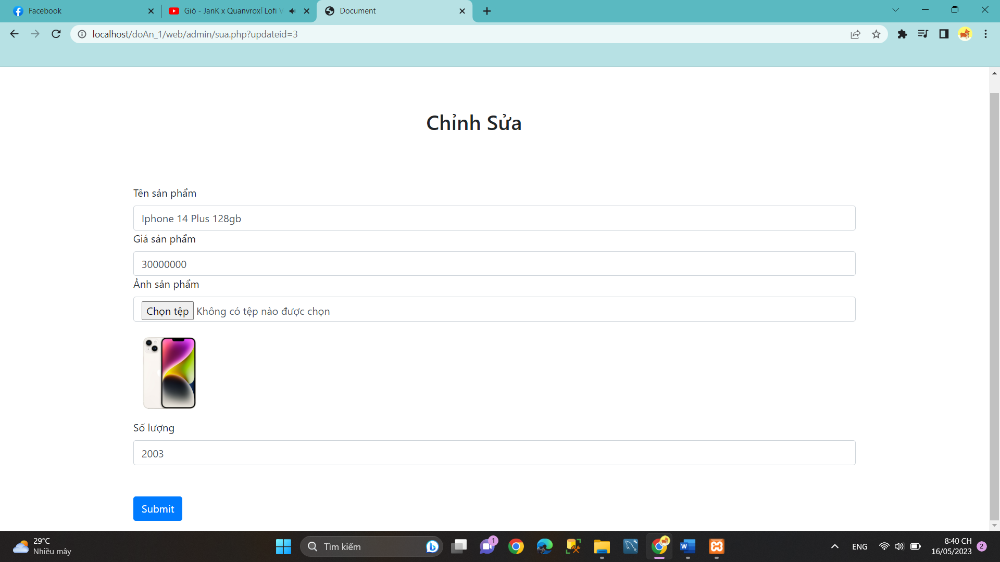 Facebook
Gió - JanK x Quanvrox「Lofi V
Document
localhost/doAn_1/web/admin/sua.php?updateid=3
Chỉnh Sửa
Tên sản phẩm
Iphone 14 Plus 128gb
Giá sản phẩm
30000000
Ảnh sản phẩm
Chọn tệp Không có tệp nào được chọn
Số lượng
2003
Submit
29°C
Nhiều mây
Tìm kiếm
1
W
ENG
8:40 CH
16/05/2023
2